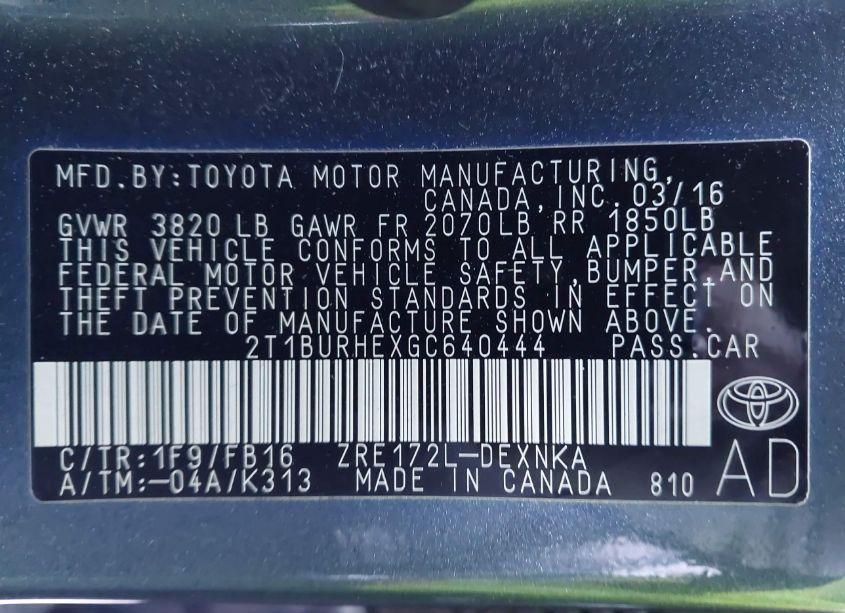 MFD.BY:TOYOTA MOTOR MANUFACTURING,
CANADA,INC. 03/16
GVWR 3820 LB GAWR FR 2070LB RR 1850LB
THIS VEHICLE CONFORMS TO ALL APPLICABLE
FEDERAL MOTOR VEHICLE SAFETY,BUMPER,AND
THEFT PREVENTION STANDARDS IN EFFECT ON
THE DATE OF MANUFACTURE SHOWN ABOVE.
2T1BURHEXGC640444 PASS.CAR
C/TR:1F9/FB16 ZRE172L-DEXNKA
A/TM:-04A/K313 MADE IN CANADA 810 AD